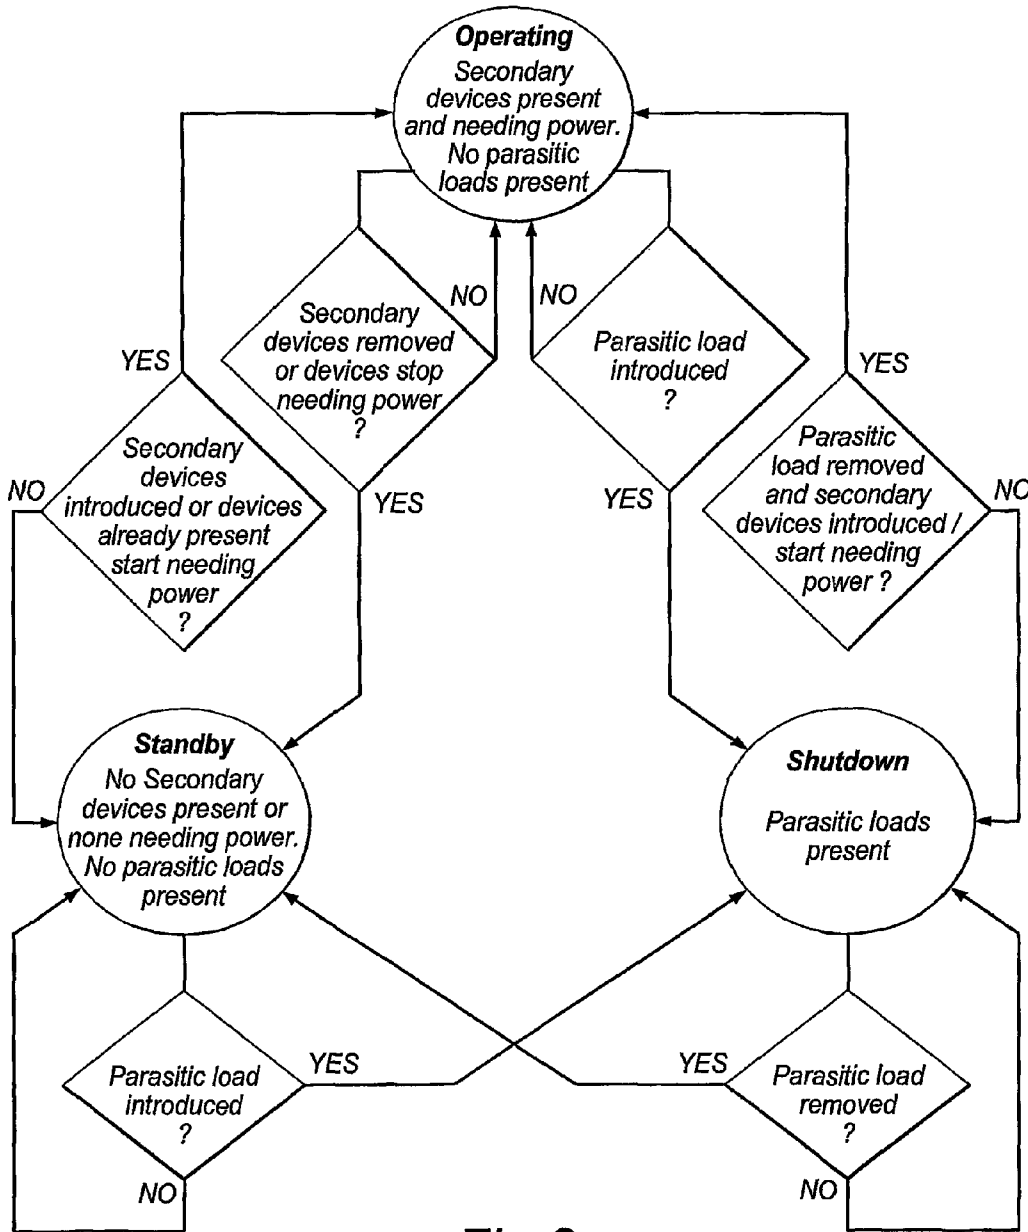 Operating
Secondary
devices present
and needing power.
No parasitic
loads present
NO
NO
Secondary
devices removed
or devices stop
needing power
?
Parasitic load
introduced
?
YES
YES
Secondary
devices
introduced or devices
already present
start needing
power
?
NO
YES
YES
Parasitic
load removed
and secondary
devices introduced /
start needing
power ?
NO
Standby
No Secondary
devices present or
none needing power.
No parasitic loads
present
Shutdown
Parasitic loads
present
YES
YES
Parasitic load
introduced
?
Parasitic load
removed
?
NO
NO